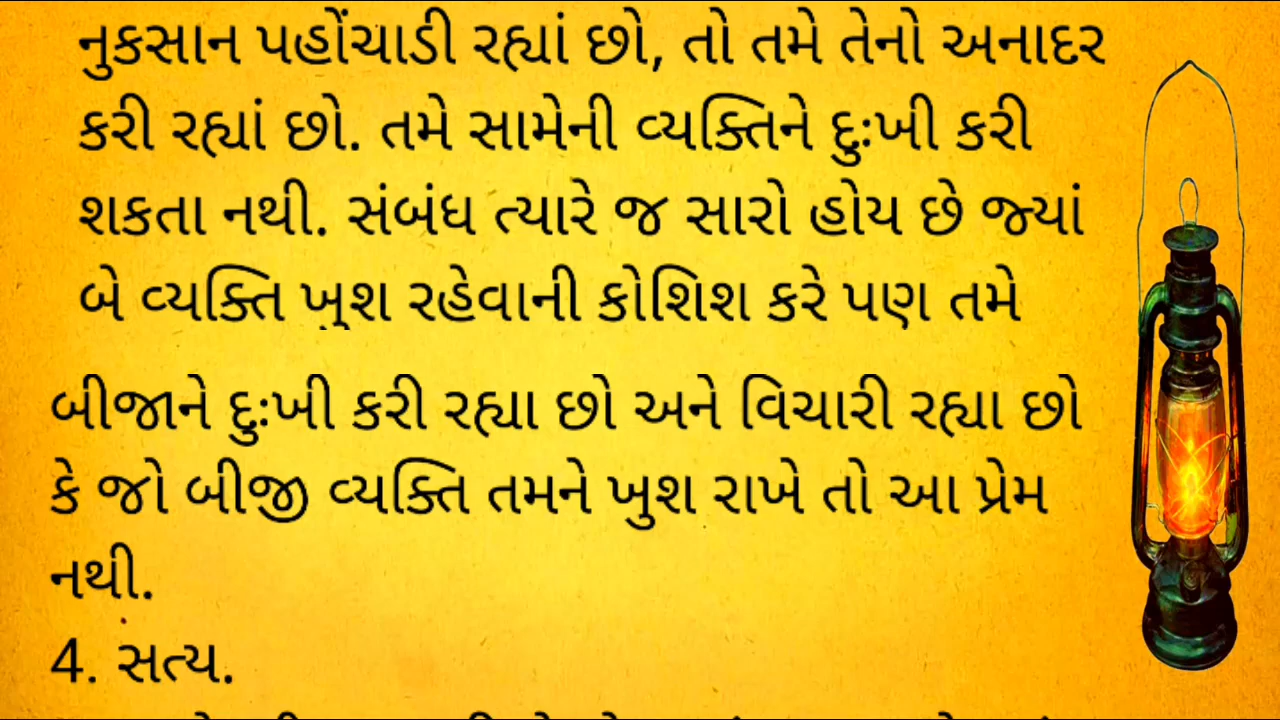 નુકસાન પહોંચાડી રહ્યાં છો, તો તમે તેનો અનાદર
કરી રહ્યાં છો. તમે સામેની વ્યક્તિને દુઃખી કરી
શકતા નથી. સંબંધ ત્યારે જ સારો હોય છે જ્યાં
બે વ્યક્તિ ખુશ રહેવાની કોશિશ કરે પણ તમે
બીજાને દુઃખી કરી રહ્યા છો અને વિચારી રહ્યા છો
કે જો બીજી વ્યક્તિ તમને ખુશ રાખે તો આ પ્રેમ
નથી.
4. સત્ય.